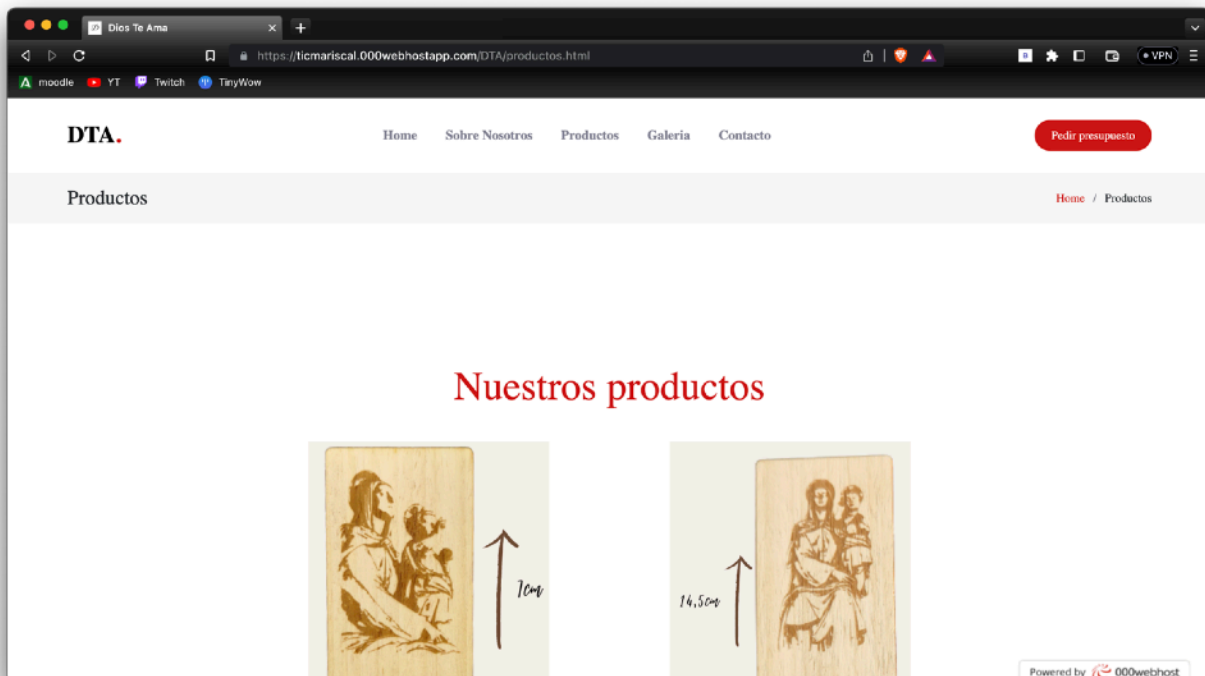 Dios Te Ama
https://ticmariscal.000webhostapp.com/DTA/productos.html
VPN
moodle YT Twitch TinyWow
DTA.
Home Sobre Nosotros Productos Galeria Contacto
Pedir presupuesto
Productos
Home / Productos
Nuestros productos
7cm
14,5cm
Powered by 000webhost